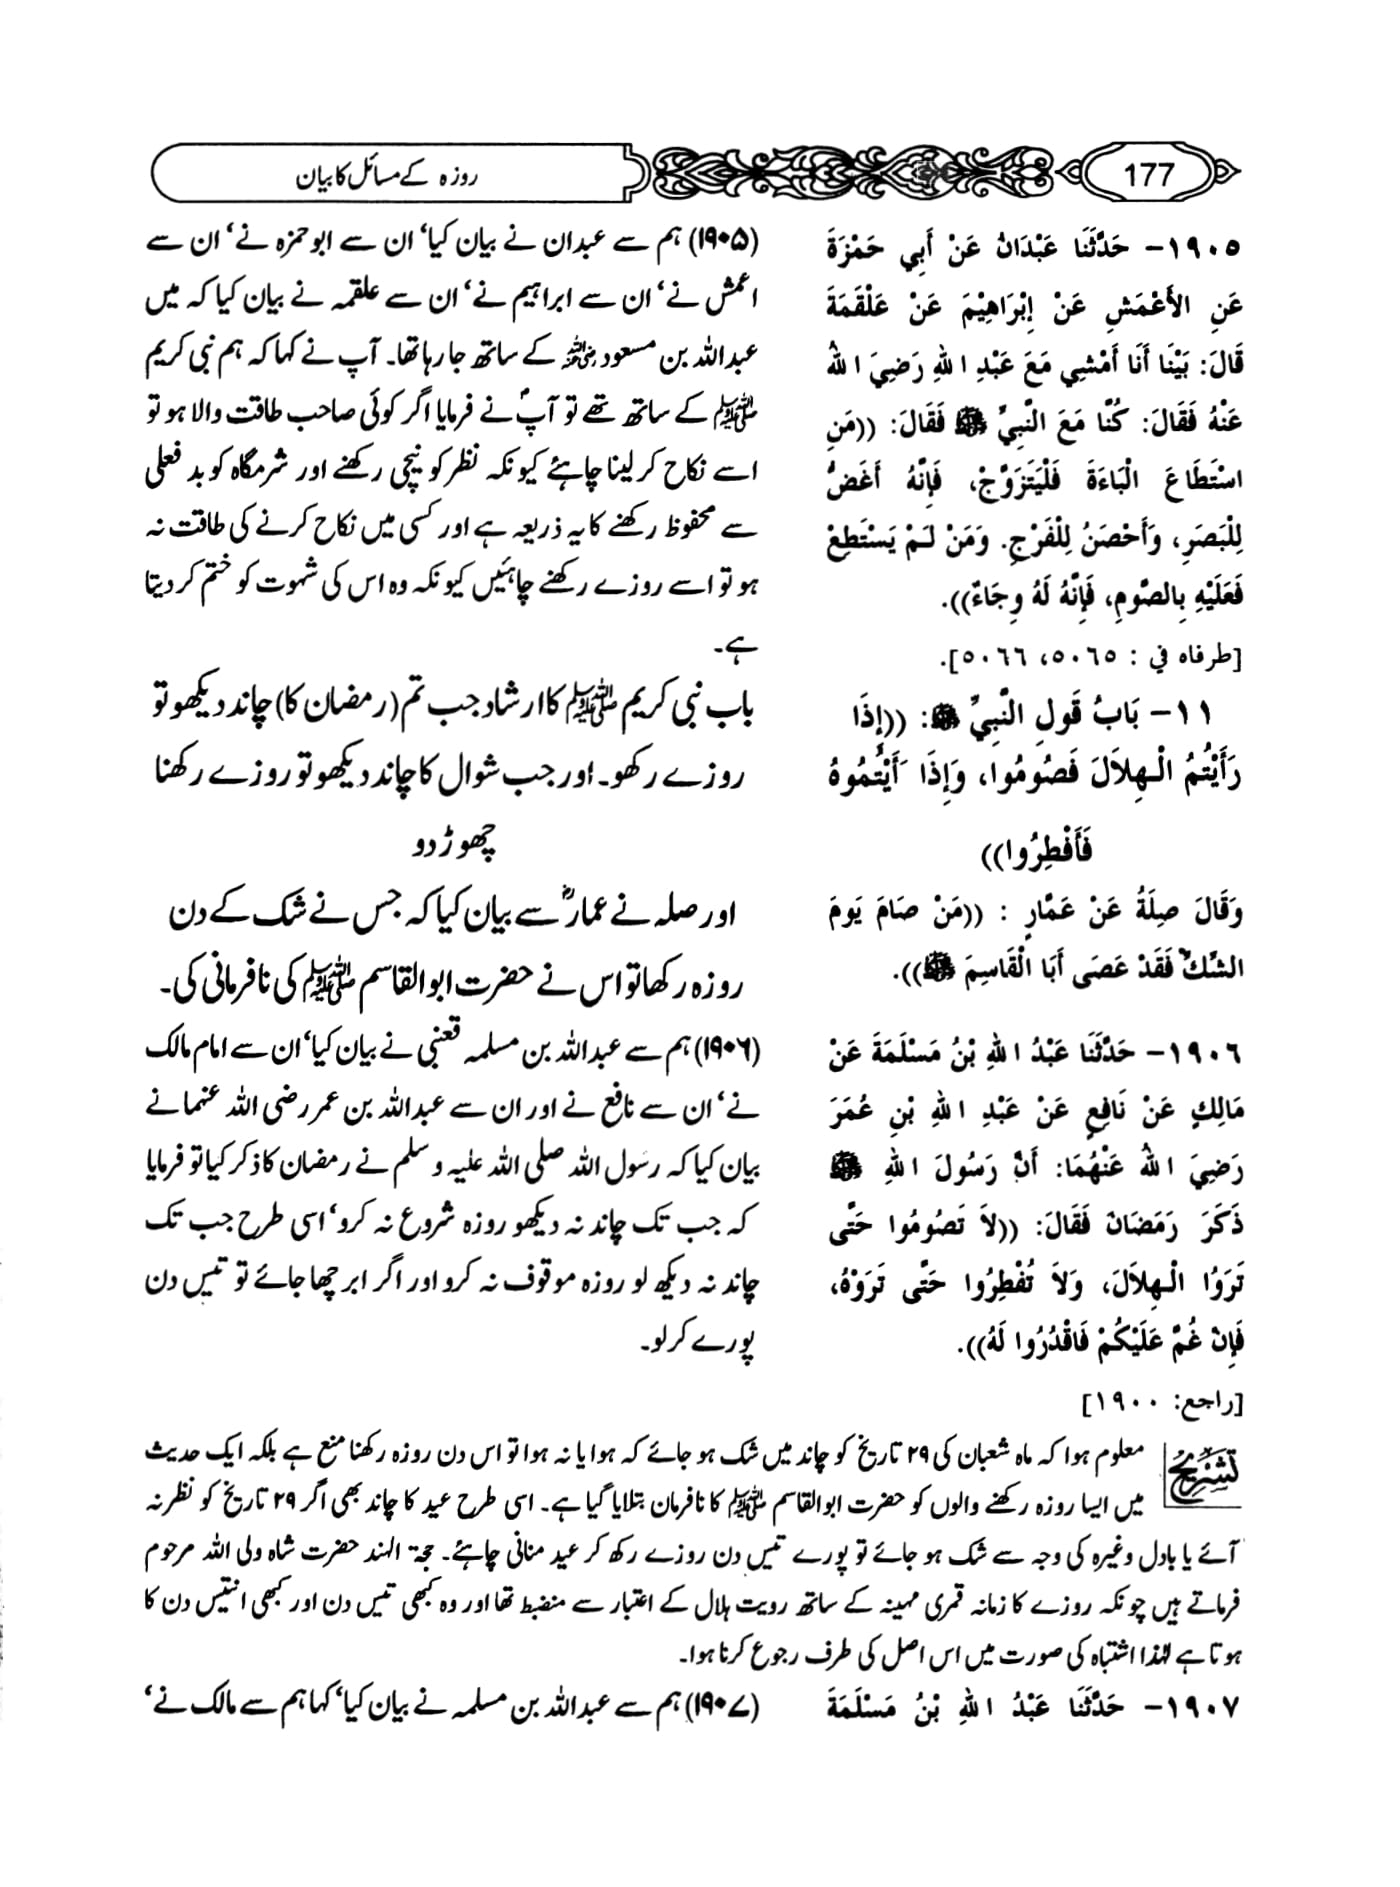 177
روزہ کے مسائل کا بیان
١٩٠٥- حَدَّثَنَا عَبْدَانُ عَنْ أَبِي حَمْزَةَ
عَنِ الأَعْمَشِ عَنْ إِبْرَاهِيْمَ عَنْ عَلْقَمَةَ
قَالَ: بَيْنَا أَنَا أَمْشِي مَعَ عَبْدِ اللهِ رَضِيَ اللهُ
عَنْهُ فَقَالَ: كُنَّا مَعَ النَّبِيِّ ﷺ فَقَالَ: ((مَنِ
اسْتَطَاعَ الْبَاءَةَ فَلْيَتَزَوَّجْ، فَإِنَّهُ أَغَضُّ
لِلْبَصَرِ، وَأَحْصَنُ لِلْفَرْجِ. وَمَنْ لَمْ يَسْتَطِعْ
فَعَلَيْهِ بِالصَّومِ، فَإِنَّهُ لَهُ وِجَاءٌ)).
[طرفاه في : ٥٠٦٥، ٥٠٦٦].
١١- بَابُ قَولِ النَّبِيِّ ﷺ: ((إِذَا
رَأَيْتُمُ الْهِلاَلَ فَصُومُوا، وَإِذَا َأَيْتُمُوهُ
فَأَفْطِرُوا))
وَقَالَ صِلَةُ عَنْ عَمَّارٍ : ((مَنْ صَامَ يَومَ
الشَّكِّ فَقَدْ عَصَى أَبَا الْقَاسِمَ ﷺ)).
١٩٠٦- حَدَّثَنَا عَبْدُ اللهِ بْنُ مَسْلَمَةَ عَنْ
مَالِكٍ عَنْ نَافِعٍ عَنْ عَبْدِ اللهِ بْنِ عُمَرَ
رَضِيَ اللهُ عَنْهُمَا: أَنَّ رَسُولَ اللهِ ﷺ
ذَكَرَ رَمَضَانَ فَقَالَ: ((لاَ تَصُومُوا حَتَّى
تَرَوُا الْهِلاَلَ، وَلاَ تُفْطِرُوا حَتَّى تَرَوْهُ،
فَإِنْ غُمَّ عَلَيْكُمْ فَاقْدُرُوا لَهُ)).
[راجع: ١٩٠٠]
(۱۹۰۵) ہم سے عبدان نے بیان کیا‘ ان سے ابو حمزہ نے‘ ان سے
اعمش نے‘ ان سے ابراہیم نے‘ ان سے علقمہ نے بیان کیا کہ میں
عبداللہ بن مسعود رضی اللہ عنہ کے ساتھ جا رہا تھا۔ آپ نے کہا کہ ہم نبی کریم
ﷺ کے ساتھ تھے تو آپؐ نے فرمایا اگر کوئی صاحب طاقت والا ہو تو
اسے نکاح کر لینا چاہئے کیونکہ نظر کو نیچی رکھنے اور شرمگاہ کو بد فعلی
سے محفوظ رکھنے کا یہ ذریعہ ہے اور کسی میں نکاح کرنے کی طاقت نہ
ہو تو اسے روزے رکھنے چاہئیں کیونکہ وہ اس کی شہوت کو ختم کر دیتا
ہے۔
باب نبی کریم ﷺ کا ارشاد جب تم (رمضان کا) چاند دیکھو تو
روزے رکھو۔ اور جب شوال کا چاند دیکھو تو روزے رکھنا
چھوڑ دو
اور صلہ نے عمارؓ سے بیان کیا کہ جس نے شک کے دن
روزہ رکھا تو اس نے حضرت ابوالقاسم ﷺ کی نافرمانی کی۔
(۱۹۰۶) ہم سے عبداللہ بن مسلمہ قعنبی نے بیان کیا‘ ان سے امام مالک
نے‘ ان سے نافع نے اور ان سے عبداللہ بن عمر رضی اللہ عنہما نے
بیان کیا کہ رسول اللہ صلی اللہ علیہ و سلم نے رمضان کا ذکر کیا تو فرمایا
کہ جب تک چاند نہ دیکھو روزہ شروع نہ کرو‘ اسی طرح جب تک
چاند نہ دیکھ لو روزہ موقوف نہ کرو اور اگر ابر چھا جائے تو تیس دن
پورے کر لو۔
تشریح
معلوم ہوا کہ ماہ شعبان کی ۲۹ تاریخ کو چاند میں شک ہو جائے کہ ہوا یا نہ ہوا تو اس دن روزہ رکھنا منع ہے بلکہ ایک حدیث
میں ایسا روزہ رکھنے والوں کو حضرت ابوالقاسم ﷺ کا نافرمان بتلایا گیا ہے۔ اسی طرح عید کا چاند بھی اگر ۲۹ تاریخ کو نظر نہ
آئے یا بادل وغیرہ کی وجہ سے شک ہو جائے تو پورے تیس دن روزے رکھ کر عید منانی چاہئے۔ حجۃ الہند حضرت شاہ ولی اللہ مرحوم
فرماتے ہیں چونکہ روزے کا زمانہ قمری مہینہ کے ساتھ رویت ہلال کے اعتبار سے منضبط تھا اور وہ کبھی تیس دن اور کبھی انتیس دن کا
ہوتا ہے لہٰذا اشتباہ کی صورت میں اس اصل کی طرف رجوع کرنا ہوا۔
١٩٠٧- حَدَّثَنَا عَبْدُ اللهِ بْنُ مَسْلَمَةَ
(۱۹۰۷) ہم سے عبداللہ بن مسلمہ نے بیان کیا‘ کہا ہم سے مالک نے‘